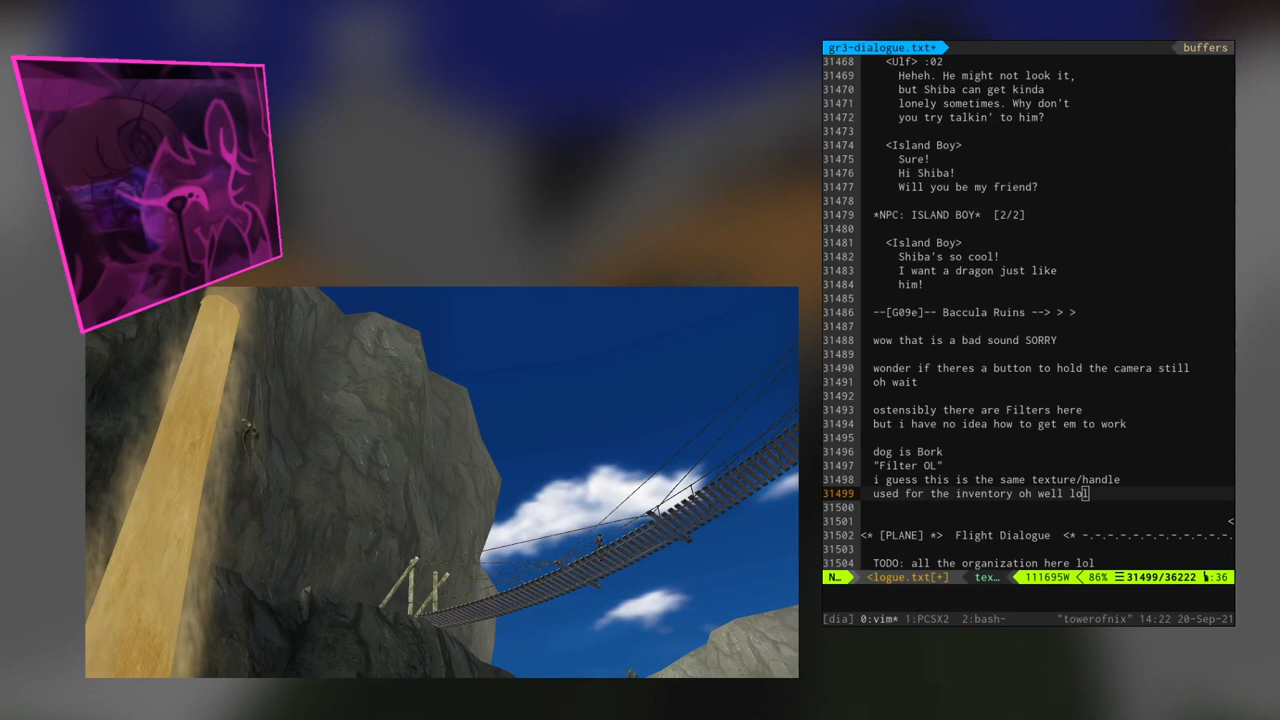 gr3-dialogue.txt+ buffers
31468 <Ulf> :02
31469 Heheh. He might not look it,
31470 but Shiba can get kinda
31471 lonely sometimes. Why don't
31472 you try talkin' to him?
31473
31474 <Island Boy>
31475 Sure!
31476 Hi Shiba!
31477 Will you be my friend?
31478
31479 *NPC: ISLAND BOY* [2/2]
31480
31481 <Island Boy>
31482 Shiba's so cool!
31483 I want a dragon just like
31484 him!
31485
31486 --[G09e]-- Baccula Ruins --> > >
31487
31488 wow that is a bad sound SORRY
31489
31490 wonder if theres a button to hold the camera still
31491 oh wait
31492
31493 ostensibly there are Filters here
31494 but i have no idea how to get em to work
31495
31496 dog is Bork
31497 "Filter OL"
31498 i guess this is the same texture/handle
31499 used for the inventory oh well lol
31500
31501 <
31502 <* [PLANE] *> Flight Dialogue <* -.-.-.-.-.-.-.-.-.-.-.
31503
31504 TODO: all the organization here lol
N… <logue.txt[+] tex… 111695W 86% ☰31499/36222 :36
[dia] 0:vim* 1:PCSX2 2:bash- "towerofnix" 14:22 20-Sep-21